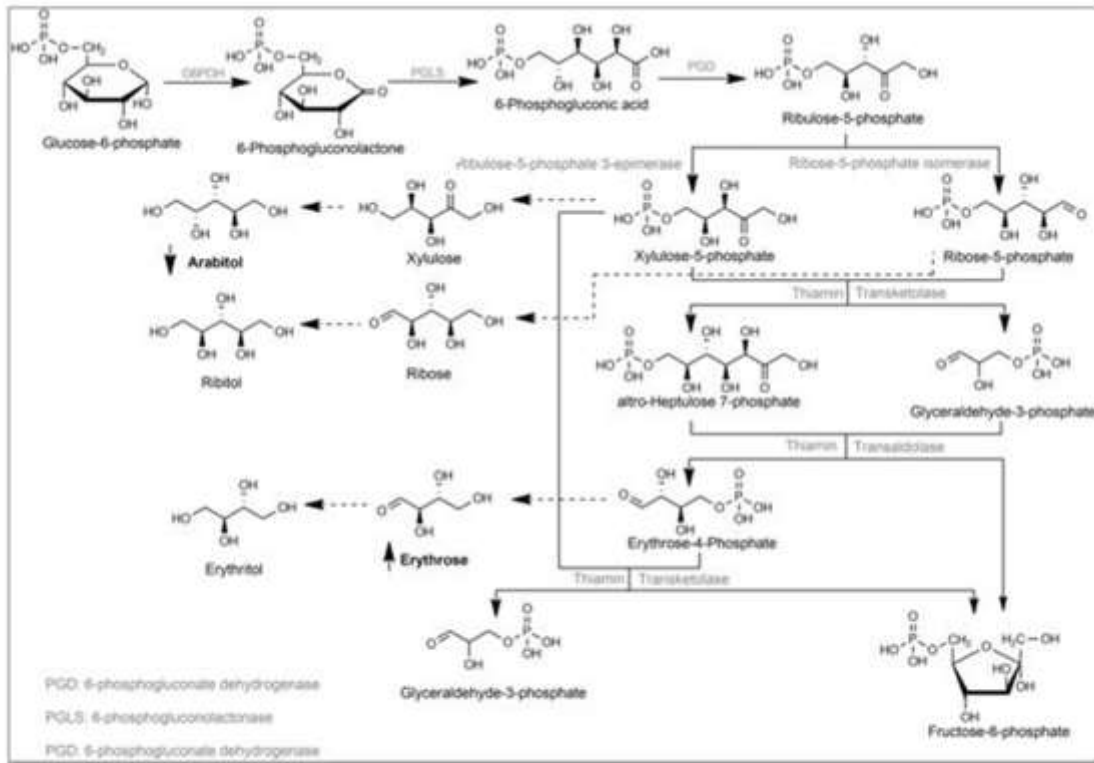 G6PDH
PGLS
PGD
Glucose-6-phosphate
6-Phosphogluconolactone
6-Phosphogluconic acid
Ribulose-5-phosphate
Ribulose-5-phosphate 3-epimerase
Ribose-5-phosphate isomerase
Arabitol
Xylulose
Xylulose-5-phosphate
Ribose-5-phosphate
Thiamin Transketolase
Ribitol
Ribose
altro-Heptulose 7-phosphate
Glyceraldehyde-3-phosphate
Thiamin Transaldolase
Erythritol
Erythrose
Erythrose-4-Phosphate
Thiamin Transketolase
Glyceraldehyde-3-phosphate
Fructose-6-phosphate
PGD: 6-phosphogluconate dehydrogenase
PGLS: 6-phosphogluconolactonase
PGD: 6-phosphogluconate dehydrogenase